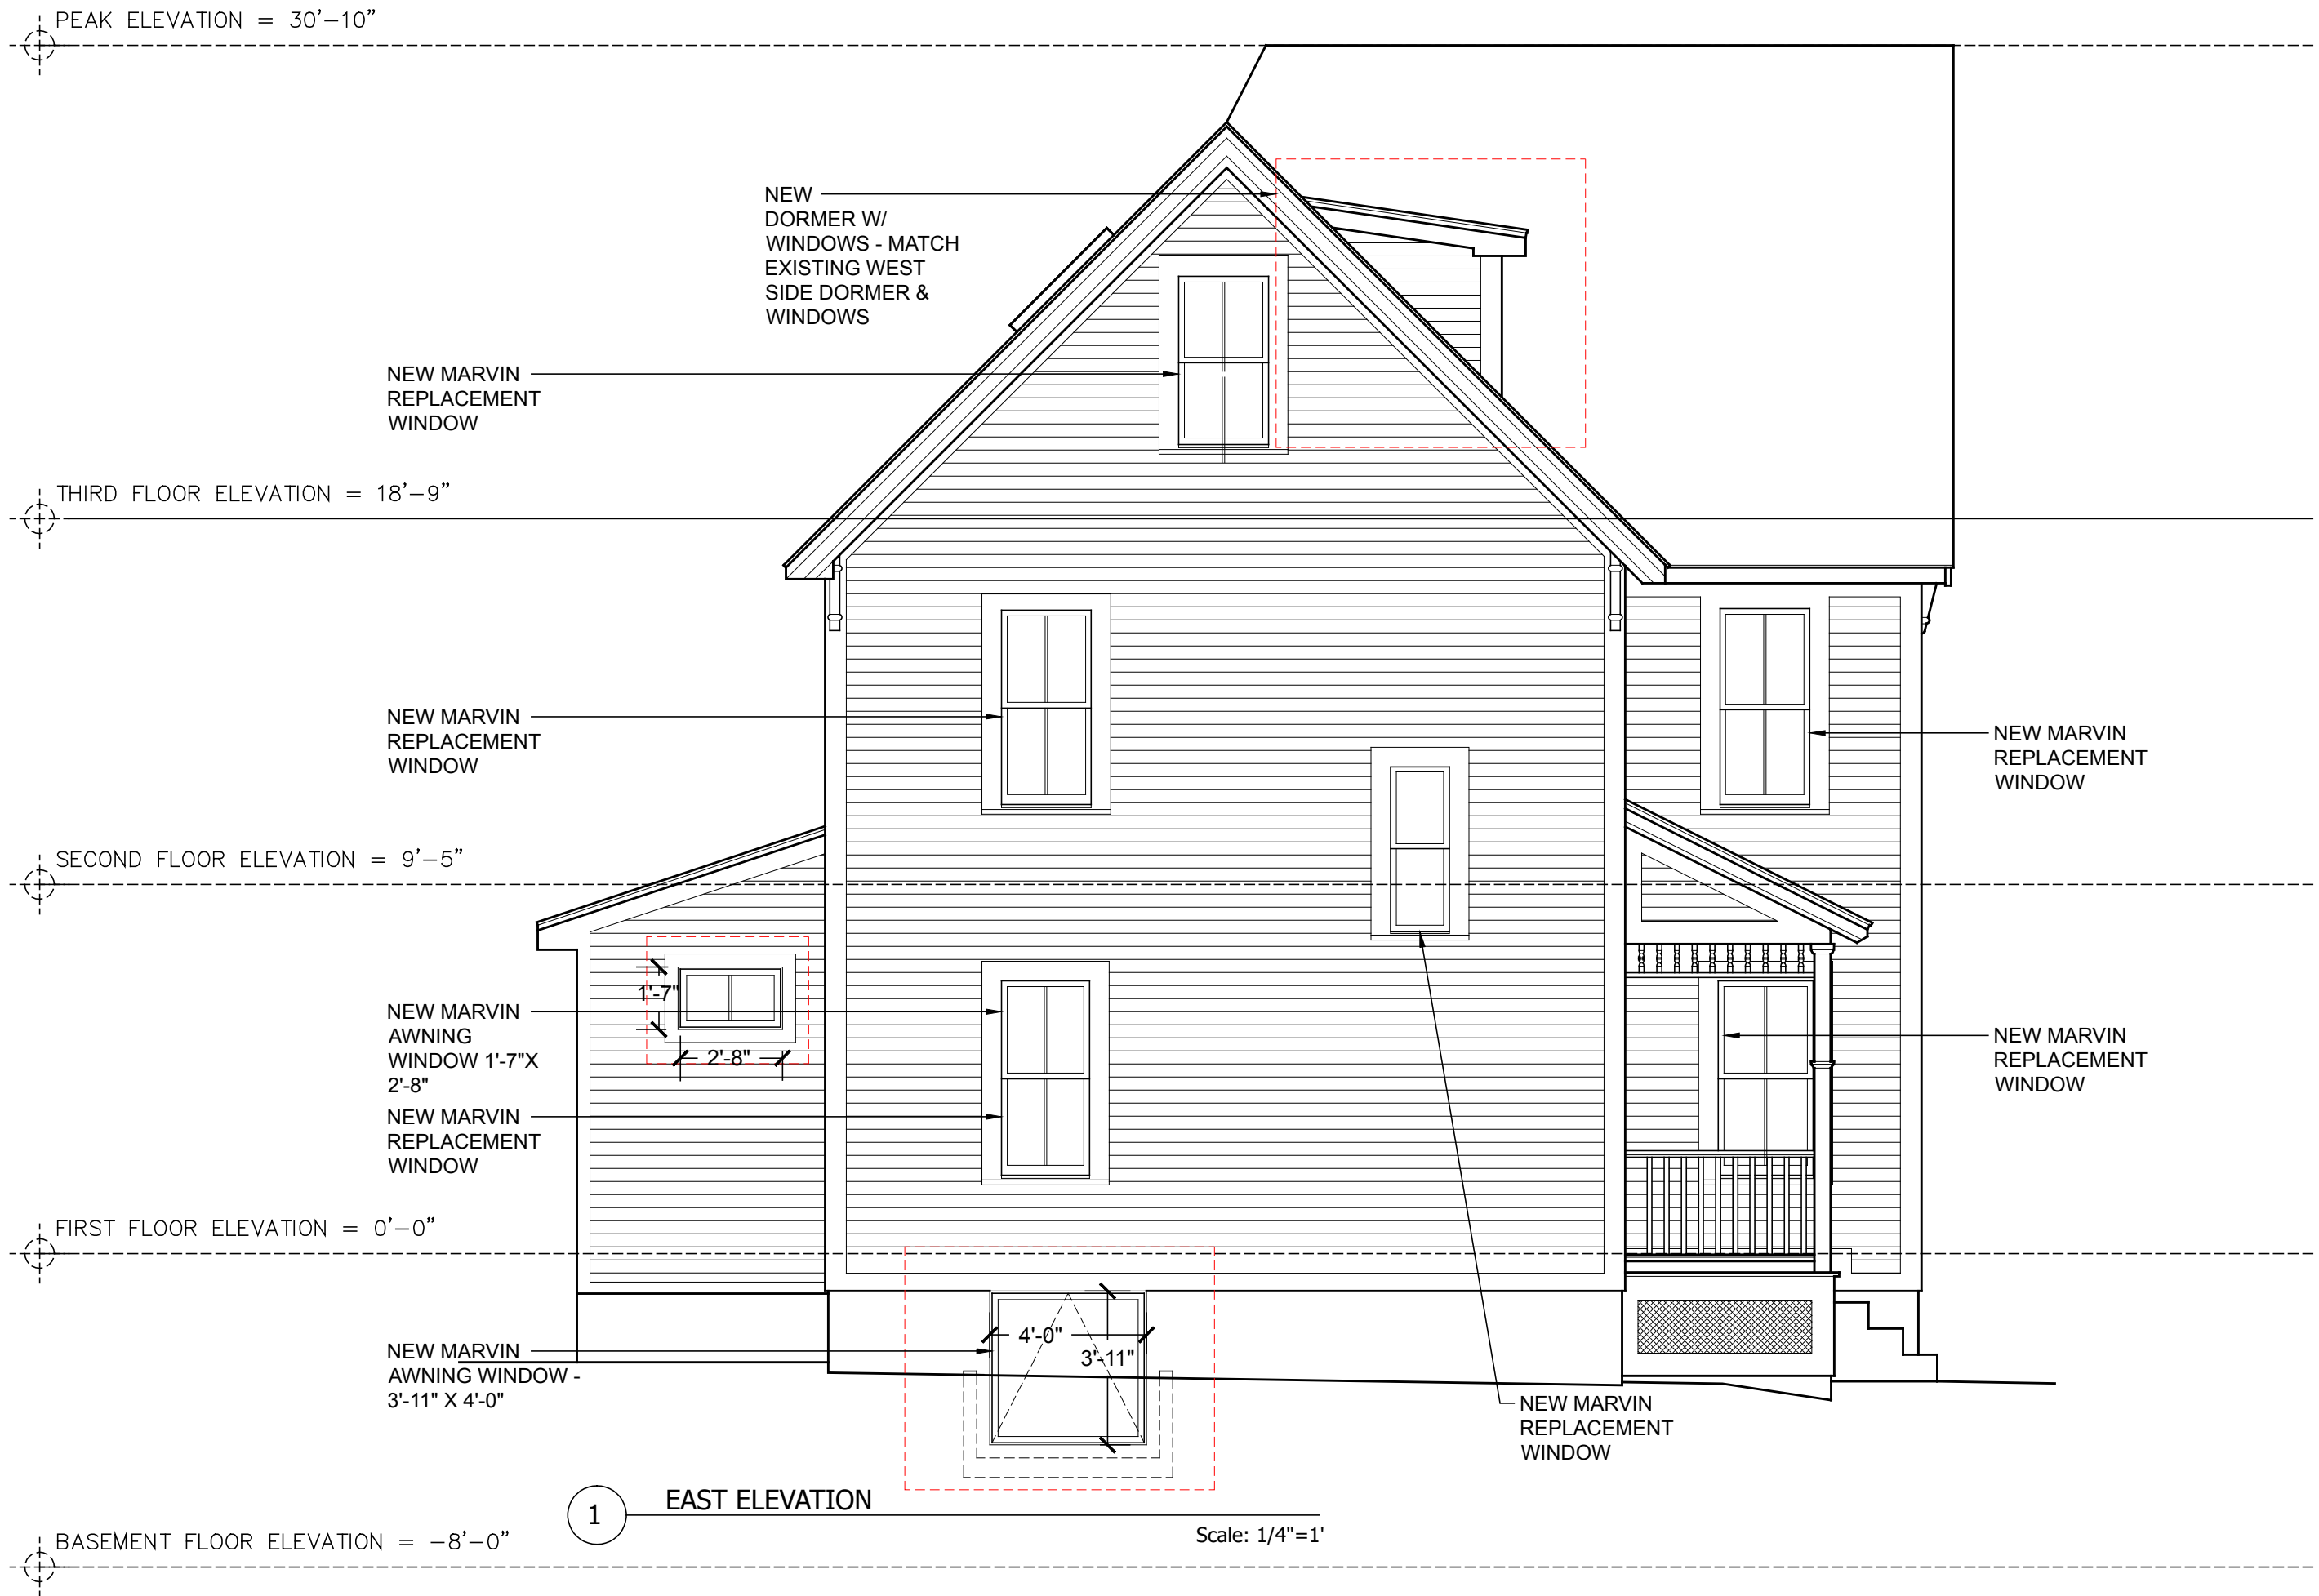 PEAK ELEVATION = 30'-10"
NEW
DORMER W/
WINDOWS - MATCH
EXISTING WEST
SIDE DORMER &
WINDOWS
NEW MARVIN
REPLACEMENT
WINDOW
THIRD FLOOR ELEVATION = 18'-9"
NEW MARVIN
REPLACEMENT
WINDOW
NEW MARVIN
REPLACEMENT
WINDOW
SECOND FLOOR ELEVATION = 9'-5"
1'-7"
2'-8"
NEW MARVIN
AWNING
WINDOW 1'-7"X
2'-8"
NEW MARVIN
REPLACEMENT
WINDOW
NEW MARVIN
REPLACEMENT
WINDOW
FIRST FLOOR ELEVATION = 0'-0"
4'-0"
3'-11"
NEW MARVIN
AWNING WINDOW -
3'-11" X 4'-0"
NEW MARVIN
REPLACEMENT
WINDOW
1
EAST ELEVATION
Scale: 1/4"=1'
BASEMENT FLOOR ELEVATION = -8'-0"